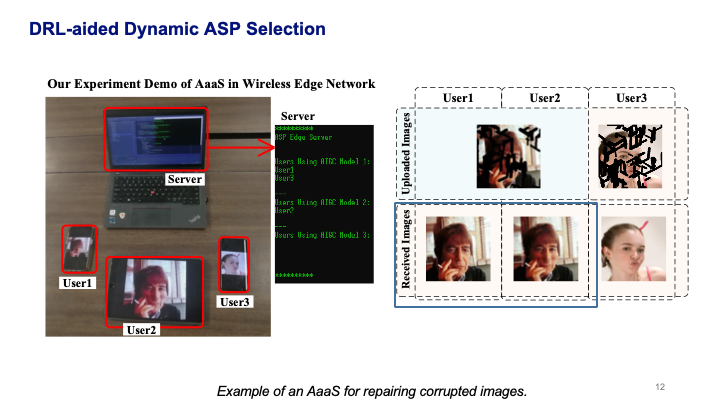 DRL-aided Dynamic ASP Selection
Our Experiment Demo of AaaS in Wireless Edge Network
Server
**********
ASP Edge Server
Users Using AIGC Model 1:
User1
User3
---
Users Using AIGC Model 2:
User2
---
Users Using AIGC Model 3:
**********
Server
User1
User2
User3
User1
User2
User3
Uploaded Images
Received Images
Example of an AaaS for repairing corrupted images.
12